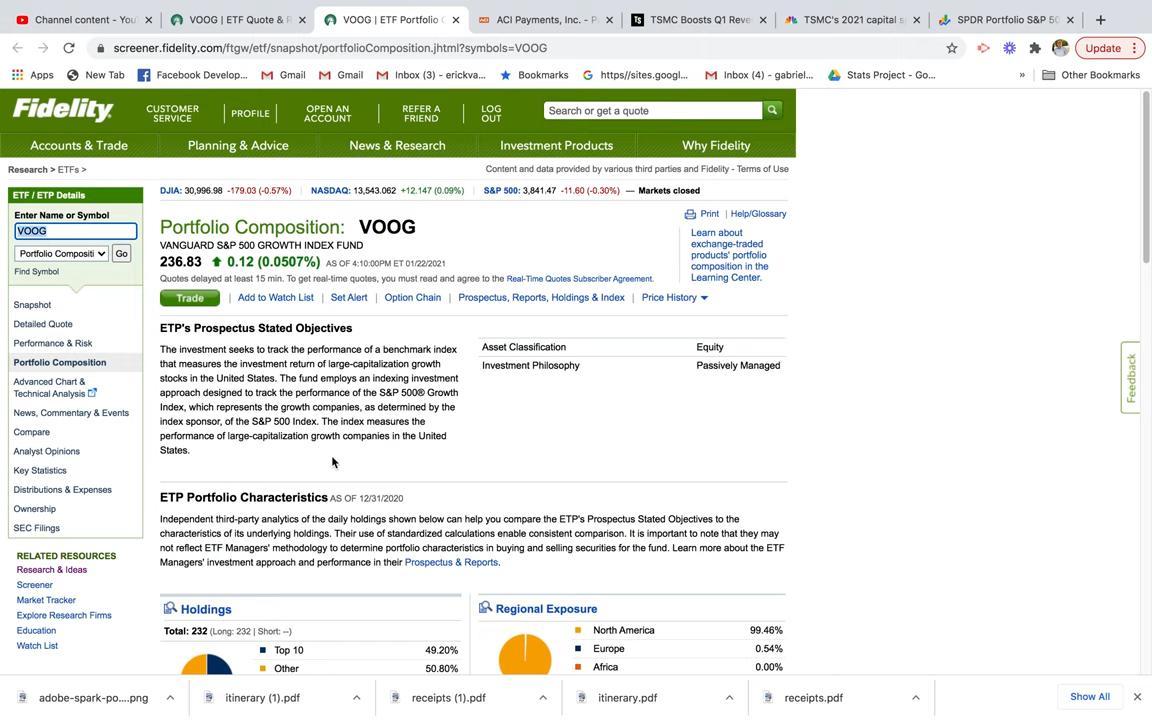 Channel content - You
VOOG | ETF Quote & R
VOOG | ETF Portfolio C
ACI Payments, Inc. - P
TSMC Boosts Q1 Reve
TSMC's 2021 capital s
SPDR Portfolio S&P 50
screener.fidelity.com/ftgw/etf/snapshot/portfolioComposition.jhtml?symbols=VOOG
Update
Apps
New Tab
Facebook Develop...
Gmail
Gmail
Inbox (3) - erickva...
Bookmarks
https//sites.googl...
Inbox (4) - gabriel...
Stats Project - Go...
»
Other Bookmarks
Fidelity
CUSTOMER SERVICE
PROFILE
OPEN AN ACCOUNT
REFER A FRIEND
LOG OUT
Search or get a quote
Accounts & Trade
Planning & Advice
News & Research
Investment Products
Why Fidelity
Research > ETFs >
Content and data provided by various third parties and Fidelity - Terms of Use
ETF / ETP Details
Enter Name or Symbol
VOOG
Portfolio Compositi
Go
Find Symbol
Snapshot
Detailed Quote
Performance & Risk
Portfolio Composition
Advanced Chart &
Technical Analysis
News, Commentary & Events
Compare
Analyst Opinions
Key Statistics
Distributions & Expenses
Ownership
SEC Filings
RELATED RESOURCES
Research & Ideas
Screener
Market Tracker
Explore Research Firms
Education
Watch List
DJIA: 30,996.98 -179.03 (-0.57%) | NASDAQ: 13,543.062 +12.147 (0.09%) | S&P 500: 3,841.47 -11.60 (-0.30%) — Markets closed
Portfolio Composition: VOOG
VANGUARD S&P 500 GROWTH INDEX FUND
236.83 0.12 (0.0507%) AS OF 4:10:00PM ET 01/22/2021
Quotes delayed at least 15 min. To get real-time quotes, you must read and agree to the Real-Time Quotes Subscriber Agreement.
Trade | Add to Watch List | Set Alert | Option Chain | Prospectus, Reports, Holdings & Index | Price History
Print | Help/Glossary
Learn about
exchange-traded
products' portfolio
composition in the
Learning Center.
ETP's Prospectus Stated Objectives
The investment seeks to track the performance of a benchmark index
that measures the investment return of large-capitalization growth
stocks in the United States. The fund employs an indexing investment
approach designed to track the performance of the S&P 500® Growth
Index, which represents the growth companies, as determined by the
index sponsor, of the S&P 500 Index. The index measures the
performance of large-capitalization growth companies in the United
States.
Asset Classification Equity
Investment Philosophy Passively Managed
ETP Portfolio Characteristics AS OF 12/31/2020
Independent third-party analytics of the daily holdings shown below can help you compare the ETP's Prospectus Stated Objectives to the
characteristics of its underlying holdings. Their use of standardized calculations enable consistent comparison. It is important to note that they may
not reflect ETF Managers' methodology to determine portfolio characteristics in buying and selling securities for the fund. Learn more about the ETF
Managers' investment approach and performance in their Prospectus & Reports.
Holdings
Total: 232 (Long: 232 | Short: --)
Top 10 49.20%
Other 50.80%
Regional Exposure
North America 99.46%
Europe 0.54%
Africa 0.00%
Feedback
adobe-spark-po....png
itinerary (1).pdf
receipts (1).pdf
itinerary.pdf
receipts.pdf
Show All